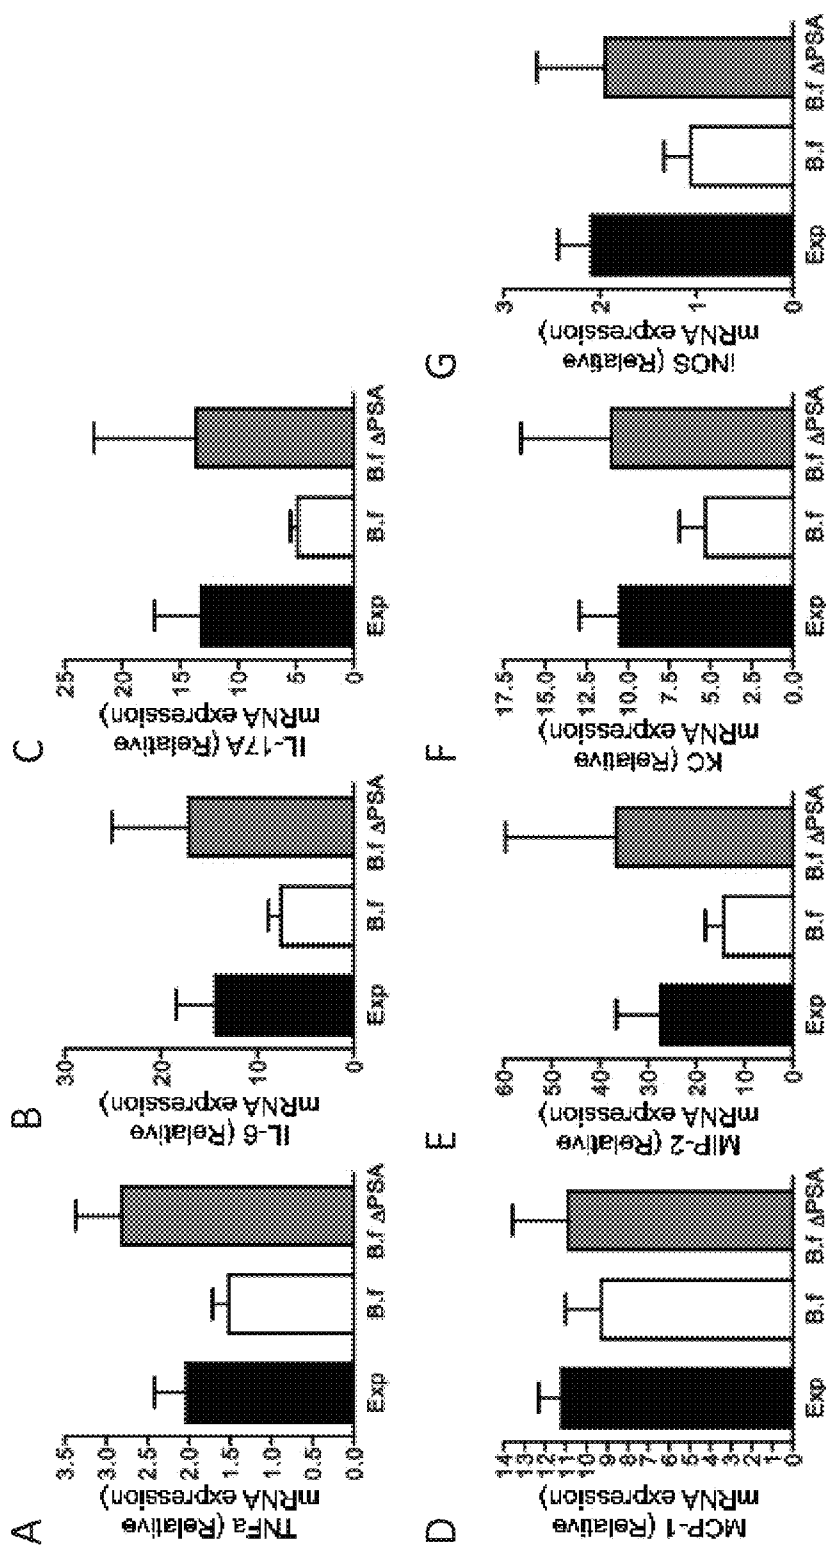 A
TNFa (Relative
mRNA expression)
3.5
3.0
2.5
2.0
1.5
1.0
0.5
0.0
Exp
B.f
B.f ΔPSA
B
IL-6 (Relative
mRNA expression)
30
20
10
0
Exp
B.f
B.f ΔPSA
C
IL-17A (Relative
mRNA expression)
25
20
15
10
5
0
Exp
B.f
B.f ΔPSA
D
MCP-1 (Relative
mRNA expression)
14
13
12
11
10
9
8
7
6
5
4
3
2
1
0
Exp
B.f
B.f ΔPSA
E
MIP-2 (Relative
mRNA expression)
60
50
40
30
20
10
0
Exp
B.f
B.f ΔPSA
F
KC (Relative
mRNA expression)
17.5
15.0
12.5
10.0
7.5
5.0
2.5
0.0
Exp
B.f
B.f ΔPSA
G
iNOS (Relative
mRNA expression)
3
2
1
0
Exp
B.f
B.f ΔPSA